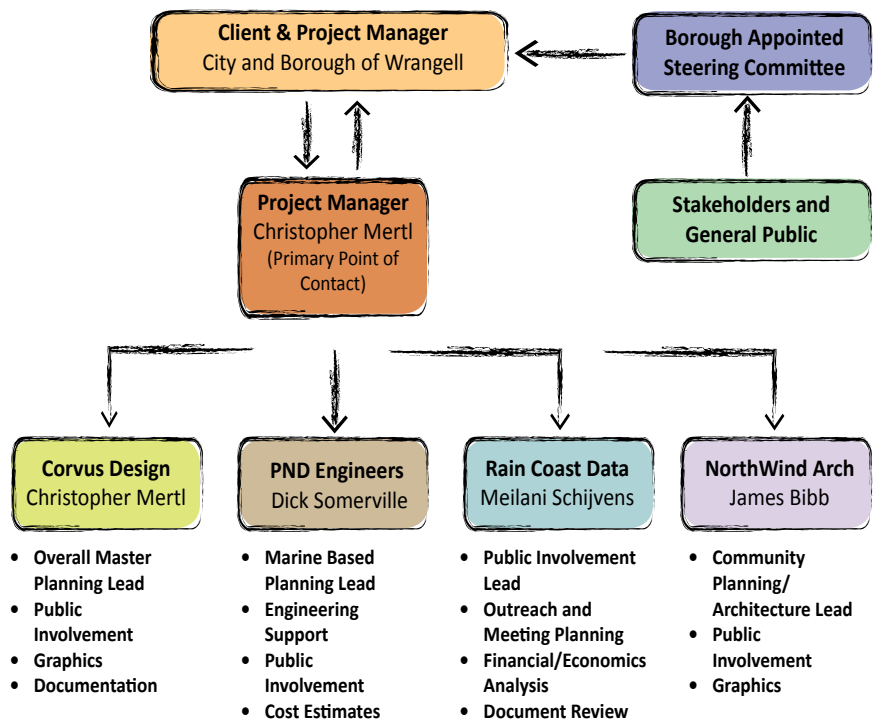 Client & Project Manager
City and Borough of Wrangell
Borough Appointed
Steering Committee
Project Manager
Christopher Mertl
(Primary Point of
Contact)
Stakeholders and
General Public
Corvus Design
Christopher Mertl
PND Engineers
Dick Somerville
Rain Coast Data
Meilani Schijvens
NorthWind Arch
James Bibb
• Overall Master
Planning Lead
• Public
Involvement
• Graphics
• Documentation
• Marine Based
Planning Lead
• Engineering
Support
• Public
Involvement
• Cost Estimates
• Public Involvement
Lead
• Outreach and
Meeting Planning
• Financial/Economics
Analysis
• Document Review
• Community
Planning/
Architecture Lead
• Public
Involvement
• Graphics